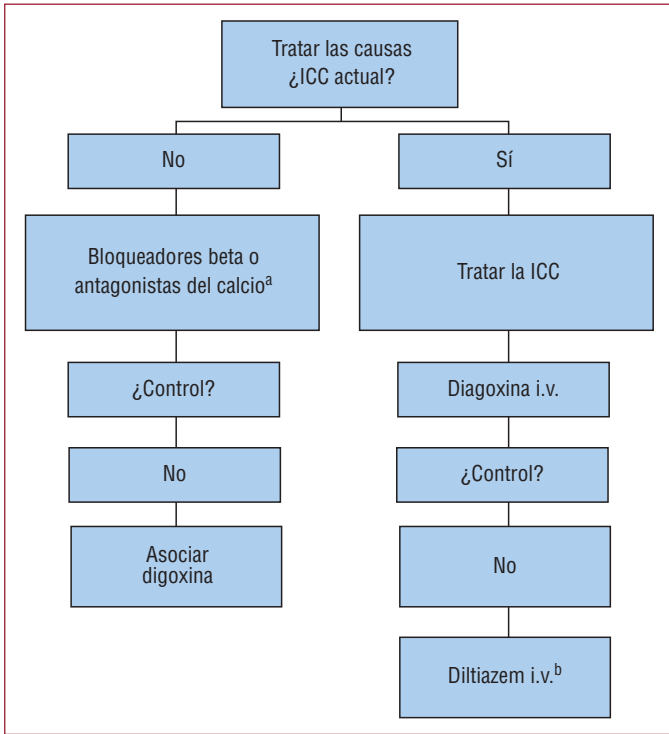 Tratar las causas
¿ICC actual?
No
Sí
Bloqueadores beta o
antagonistas del calcioᵃ
Tratar la ICC
¿Control?
Diagoxina i.v.
No
¿Control?
Asociar
digoxina
No
Diltiazem i.v.ᵇ